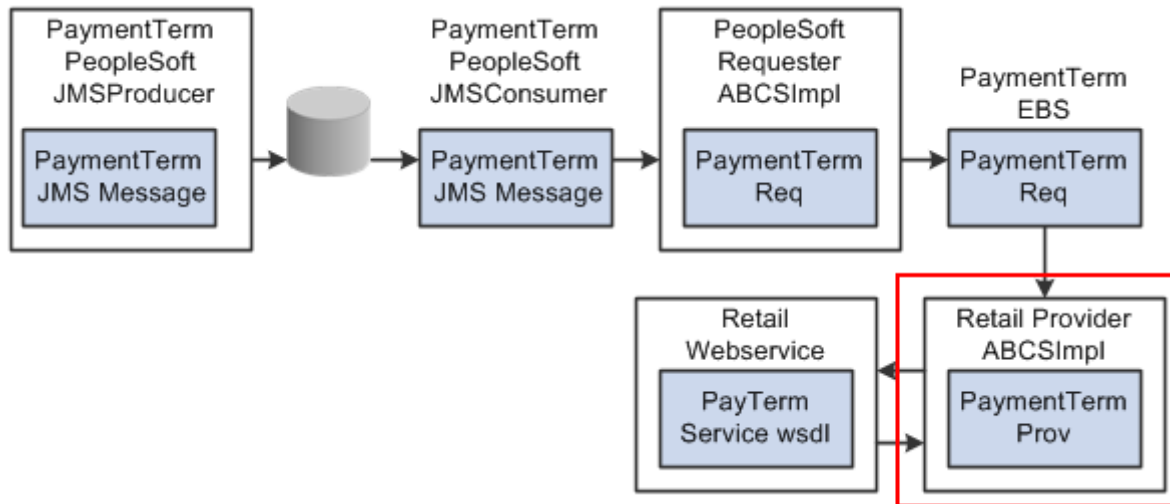 PaymentTerm
PeopleSoft
JMSProducer
PaymentTerm
JMS Message
PaymentTerm
PeopleSoft
JMSConsumer
PaymentTerm
JMS Message
PeopleSoft
Requester
ABCSImpl
PaymentTerm
Req
PaymentTerm
EBS
PaymentTerm
Req
Retail
Webservice
PayTerm
Service wsdl
Retail Provider
ABCSImpl
PaymentTerm
Prov